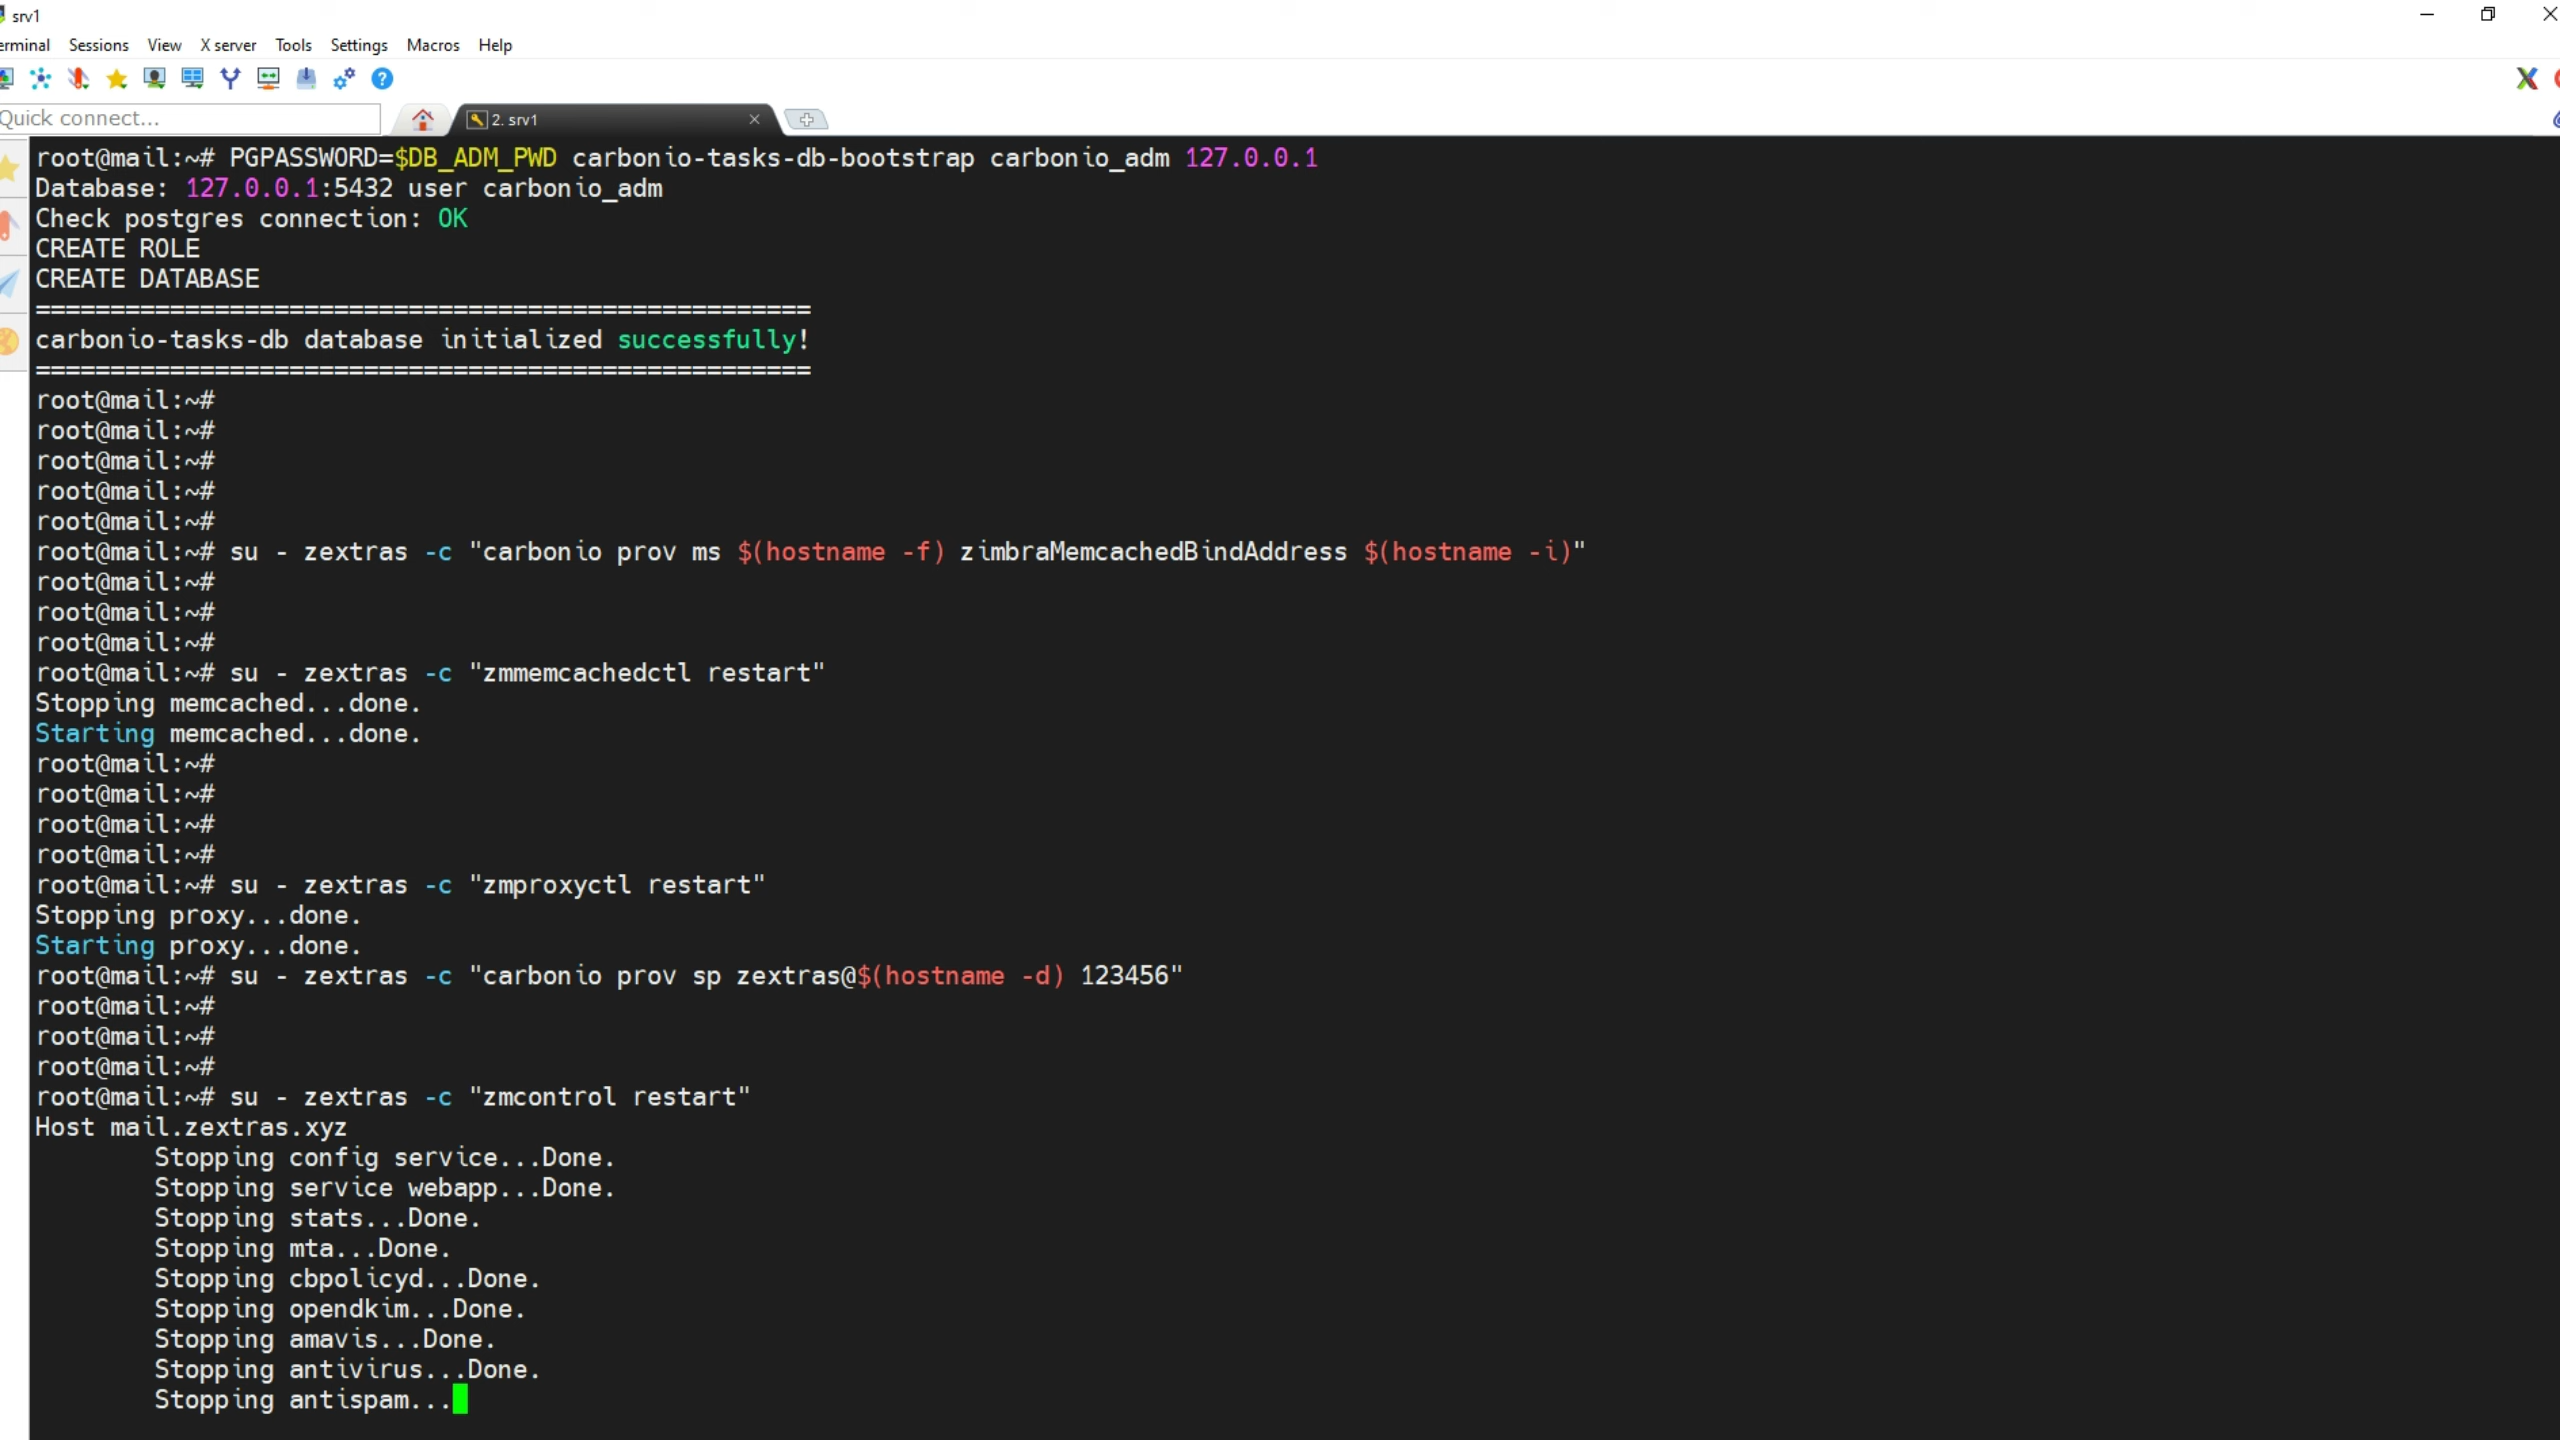 srv1
erminal Sessions View X server Tools Settings Macros Help
Quick connect...
2. srv1
root@mail:~# PGPASSWORD=$DB_ADM_PWD carbonio-tasks-db-bootstrap carbonio_adm 127.0.0.1
Database: 127.0.0.1:5432 user carbonio_adm
Check postgres connection: OK
CREATE ROLE
CREATE DATABASE
====================================================
carbonio-tasks-db database initialized successfully!
====================================================
root@mail:~#
root@mail:~#
root@mail:~#
root@mail:~#
root@mail:~#
root@mail:~# su - zextras -c "carbonio prov ms $(hostname -f) zimbraMemcachedBindAddress $(hostname -i)"
root@mail:~#
root@mail:~#
root@mail:~#
root@mail:~# su - zextras -c "zmmemcachedctl restart"
Stopping memcached...done.
Starting memcached...done.
root@mail:~#
root@mail:~#
root@mail:~#
root@mail:~#
root@mail:~# su - zextras -c "zmproxyctl restart"
Stopping proxy...done.
Starting proxy...done.
root@mail:~# su - zextras -c "carbonio prov sp zextras@$(hostname -d) 123456"
root@mail:~#
root@mail:~#
root@mail:~#
root@mail:~# su - zextras -c "zmcontrol restart"
Host mail.zextras.xyz
Stopping config service...Done.
Stopping service webapp...Done.
Stopping stats...Done.
Stopping mta...Done.
Stopping cbpolicyd...Done.
Stopping opendkim...Done.
Stopping amavis...Done.
Stopping antivirus...Done.
Stopping antispam...